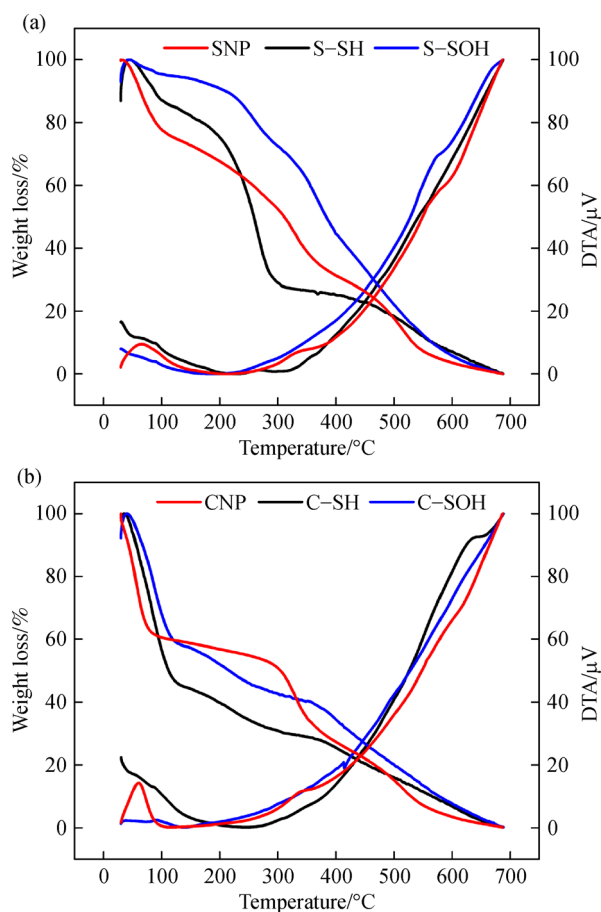 (a)
SNP S–SH S–SOH
100 100
80 80
60 60
40 40
20 20
0 0
Weight loss/%
DTA/μV
0 100 200 300 400 500 600 700
Temperature/°C
(b)
CNP C–SH C–SOH
100 100
80 80
60 60
40 40
20 20
0 0
Weight loss/%
DTA/μV
0 100 200 300 400 500 600 700
Temperature/°C